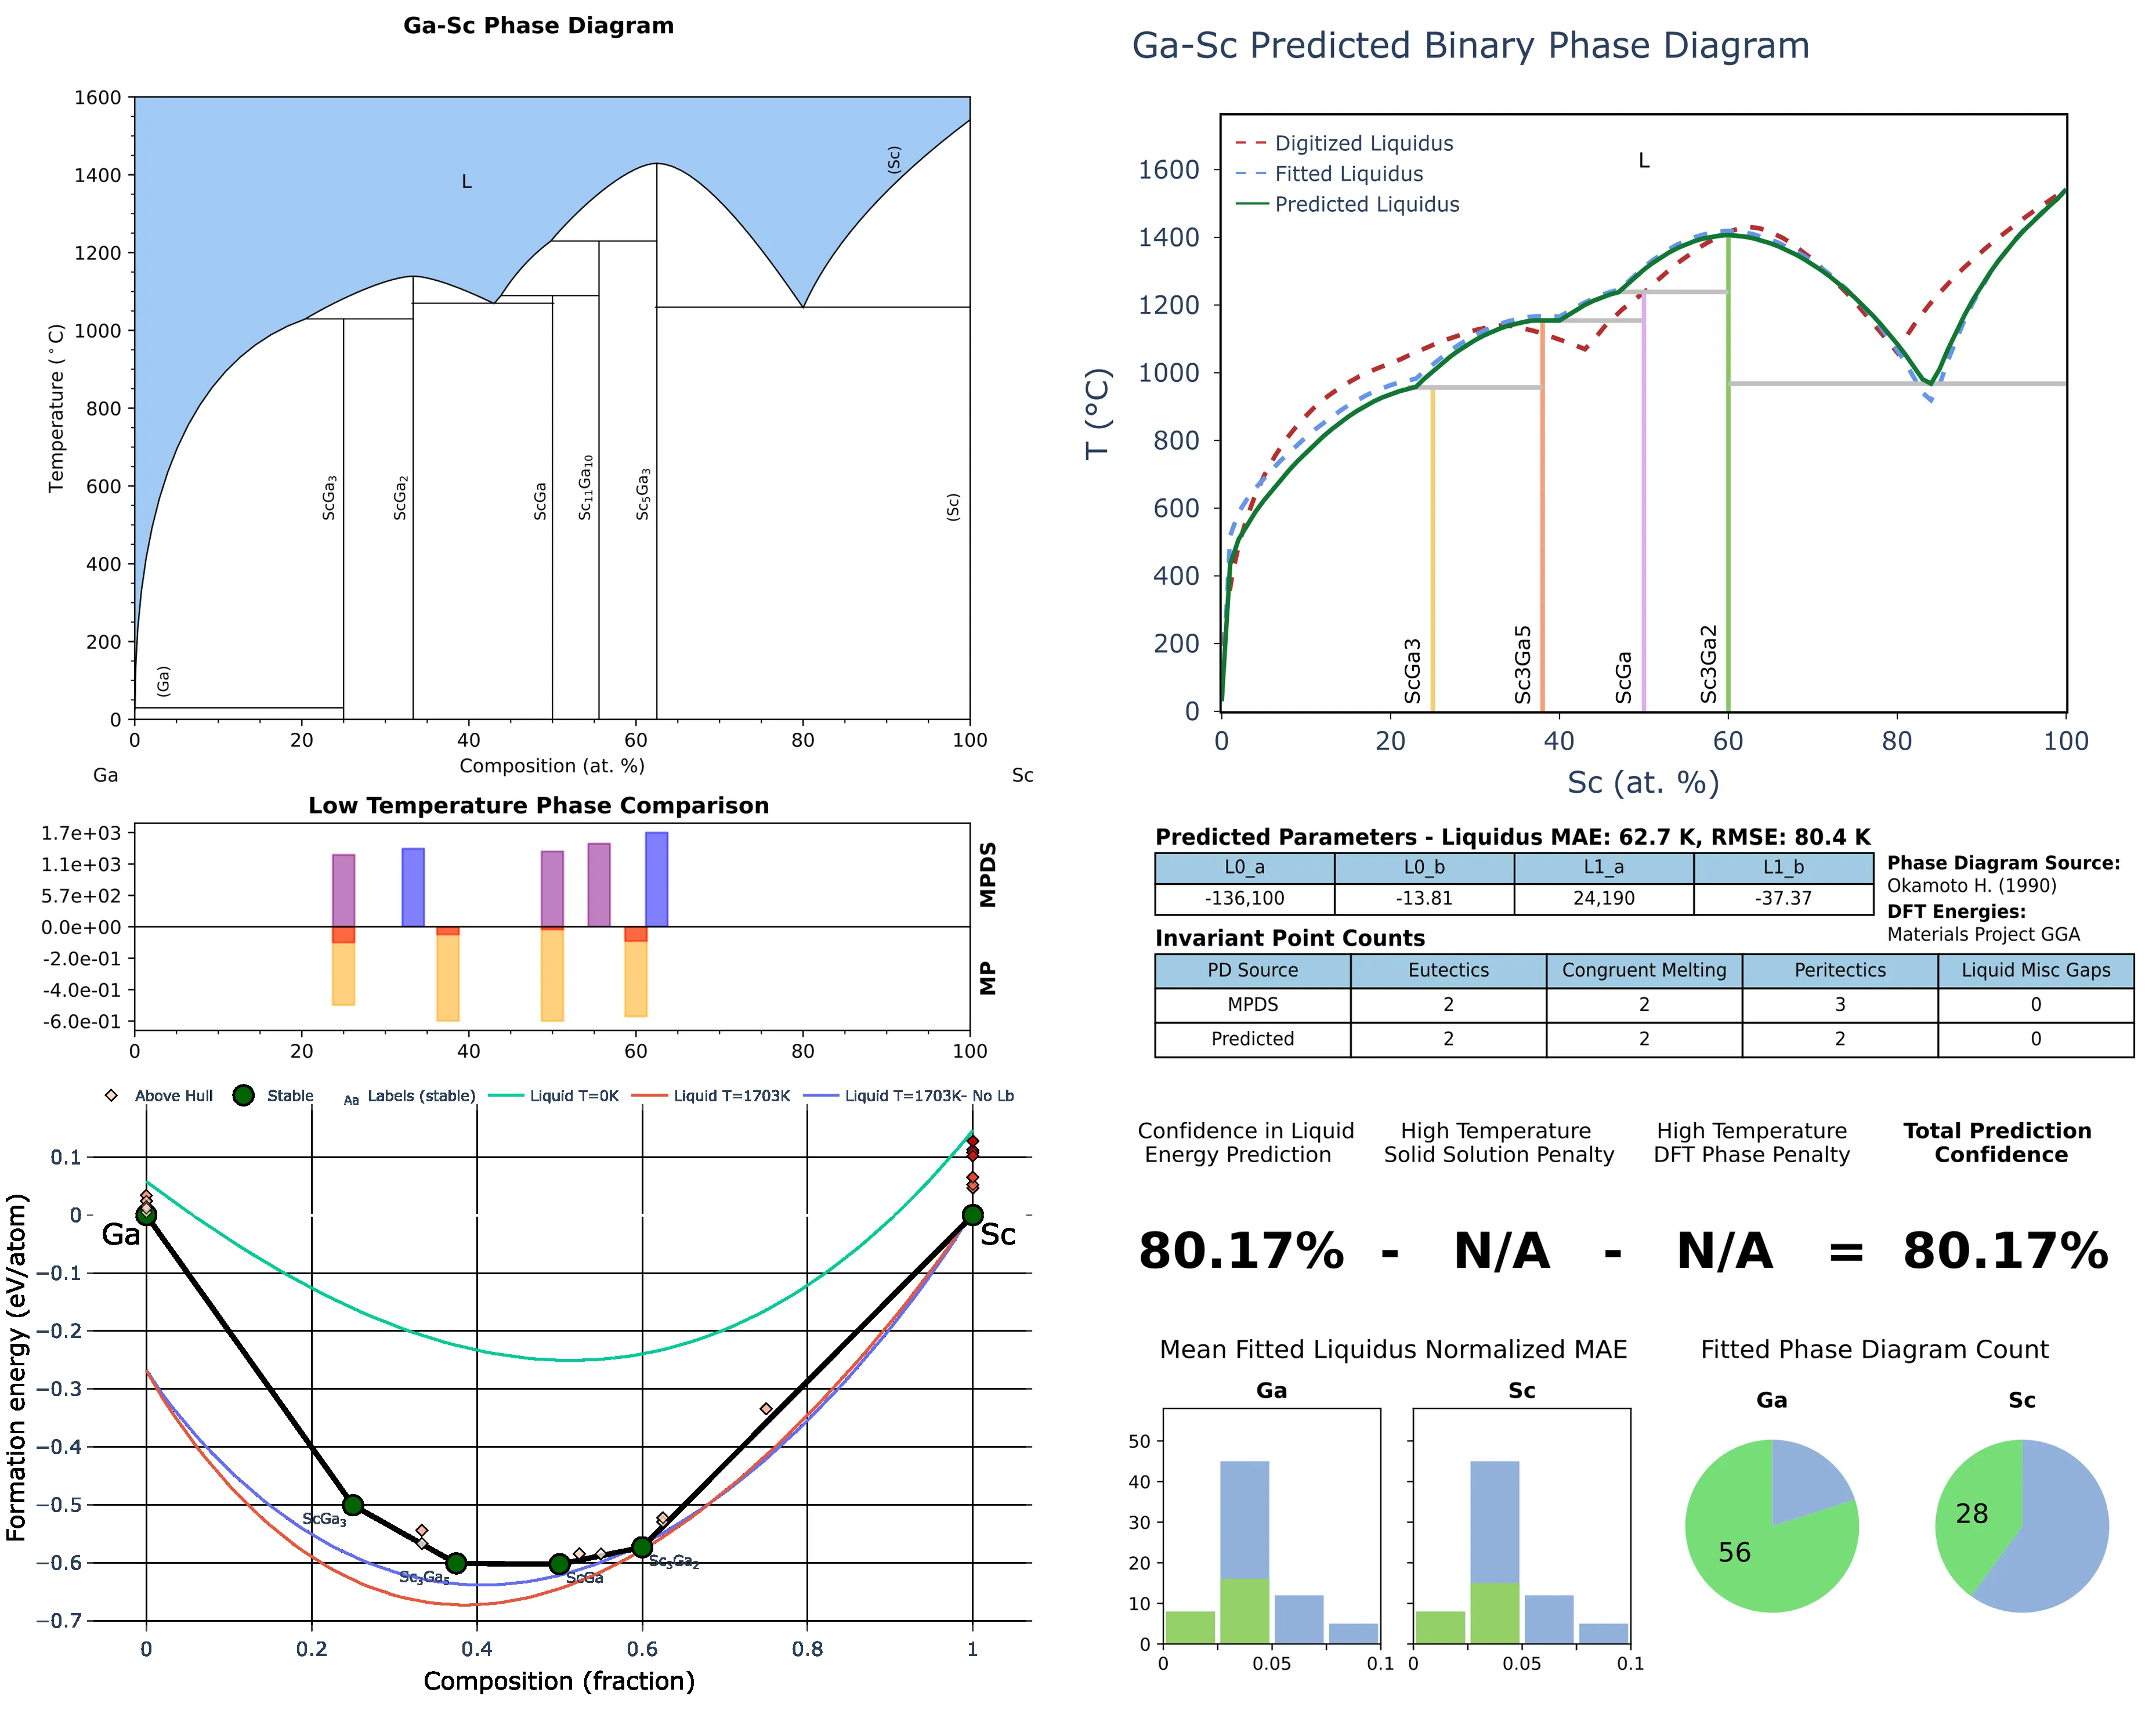 Ga-Sc Phase Diagram
1600
1400
1200
1000
800
600
400
200
0
Temperature (°C)
L
(Sc)
ScGa3
ScGa2
ScGa
Sc11Ga10
Sc5Ga3
(Sc)
(Ga)
0 20 40 60 80 100
Composition (at. %)
Ga Sc
Low Temperature Phase Comparison
1.7e+03
1.1e+03
5.7e+02
0.0e+00
-2.0e-01
-4.0e-01
-6.0e-01
MPDS
MP
0 20 40 60 80 100
Above Hull Stable Aa Labels (stable) Liquid T=0K Liquid T=1703K Liquid T=1703K- No Lb
0.1
0
−0.1
−0.2
−0.3
−0.4
−0.5
−0.6
−0.7
Formation energy (eV/atom)
Ga
Sc
ScGa3
Sc3Ga5
ScGa
Sc3Ga2
0 0.2 0.4 0.6 0.8 1
Composition (fraction)
Ga-Sc Predicted Binary Phase Diagram
Digitized Liquidus
Fitted Liquidus
Predicted Liquidus
L
1600
1400
1200
1000
800
600
400
200
0
T (°C)
ScGa3
Sc3Ga5
ScGa
Sc3Ga2
0 20 40 60 80 100
Sc (at. %)
Predicted Parameters - Liquidus MAE: 62.7 K, RMSE: 80.4 K
L0_a L0_b L1_a L1_b
-136,100 -13.81 24,190 -37.37
Phase Diagram Source:
Okamoto H. (1990)
DFT Energies:
Materials Project GGA
Invariant Point Counts
PD Source Eutectics Congruent Melting Peritectics Liquid Misc Gaps
MPDS 2 2 3 0
Predicted 2 2 2 0
Confidence in Liquid Energy Prediction
High Temperature Solid Solution Penalty
High Temperature DFT Phase Penalty
Total Prediction Confidence
80.17% - N/A - N/A = 80.17%
Mean Fitted Liquidus Normalized MAE
Ga Sc
50
40
30
20
10
0
0 0.05 0.1
0 0.05 0.1
Fitted Phase Diagram Count
Ga Sc
56
28